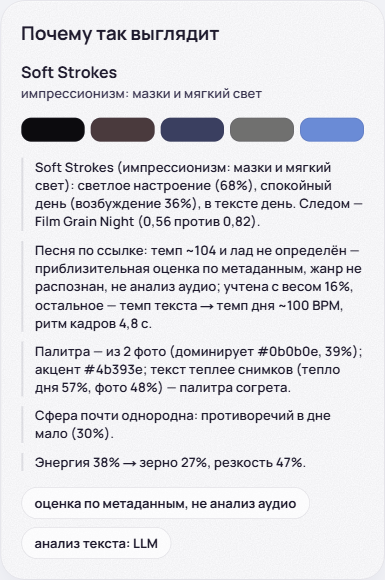 Почему так выглядит
Soft Strokes
импрессионизм: мазки и мягкий свет
Soft Strokes (импрессионизм: мазки и мягкий
свет): светлое настроение (68%), спокойный
день (возбуждение 36%), в тексте день. Следом —
Film Grain Night (0,56 против 0,82).
Песня по ссылке: темп ~104 и лад не определён —
приблизительная оценка по метаданным, жанр не
распознан, не анализ аудио; учтена с весом 16%,
остальное — темп текста → темп дня ~100 BPM,
ритм кадров 4,8 с.
Палитра — из 2 фото (доминирует #0b0b0e, 39%);
акцент #4b393e; текст теплее снимков (тепло
дня 57%, фото 48%) — палитра согрета.
Сфера почти однородна: противоречий в дне
мало (30%).
Энергия 38% → зерно 27%, резкость 47%.
оценка по метаданным, не анализ аудио
анализ текста: LLM